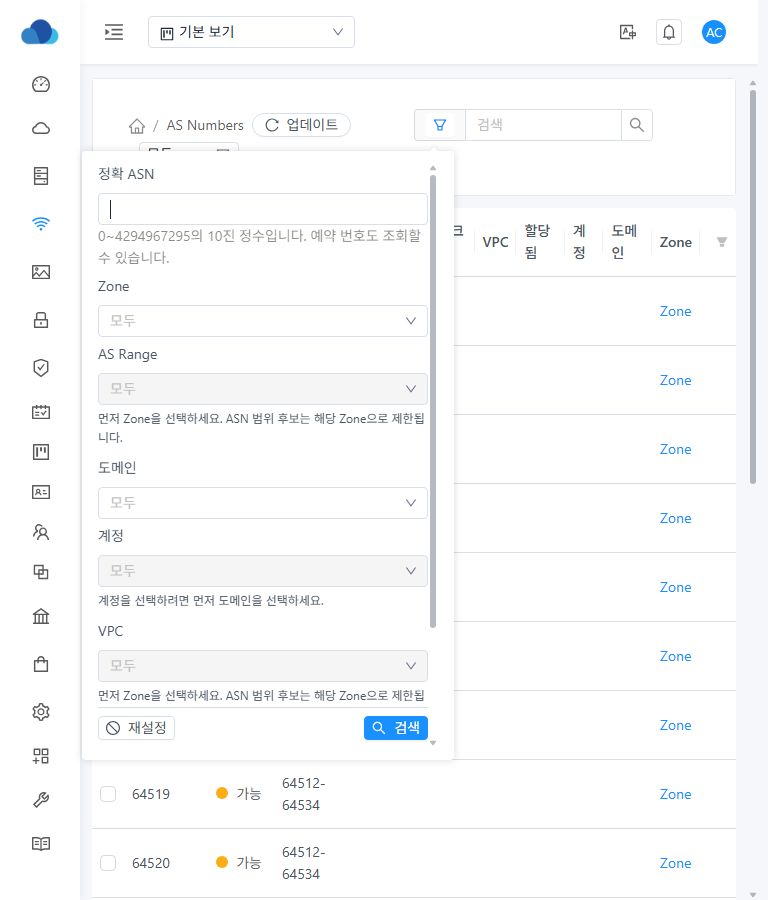 기본 보기
AC
/ AS Numbers
업데이트
검색
정확 ASN
0~4294967295의 10진 정수입니다. 예약 번호도 조회할
수 있습니다.
Zone
모두
AS Range
모두
먼저 Zone을 선택하세요. ASN 범위 후보는 해당 Zone으로 제한됩
니다.
도메인
모두
계정
모두
계정을 선택하려면 먼저 도메인을 선택하세요.
VPC
모두
먼저 Zone을 선택하세요. ASN 범위 후보는 해당 Zone으로 제한됩
재설정
검색
VPC
할당
됨
계
정
도메
인
Zone
Zone
Zone
Zone
Zone
Zone
Zone
Zone
64519
가능
64512-
64534
Zone
64520
가능
64512-
64534
Zone